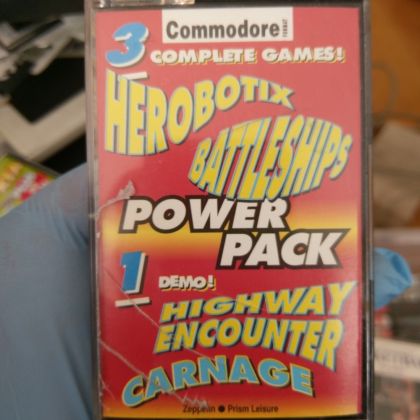 Commodore
FORMAT
3 COMPLETE GAMES!
HEROBOTIX
BATTLESHIPS
POWER
PACK
1 DEMO!
HIGHWAY
ENCOUNTER
CARNAGE
Zeppelin ● Prism Leisure